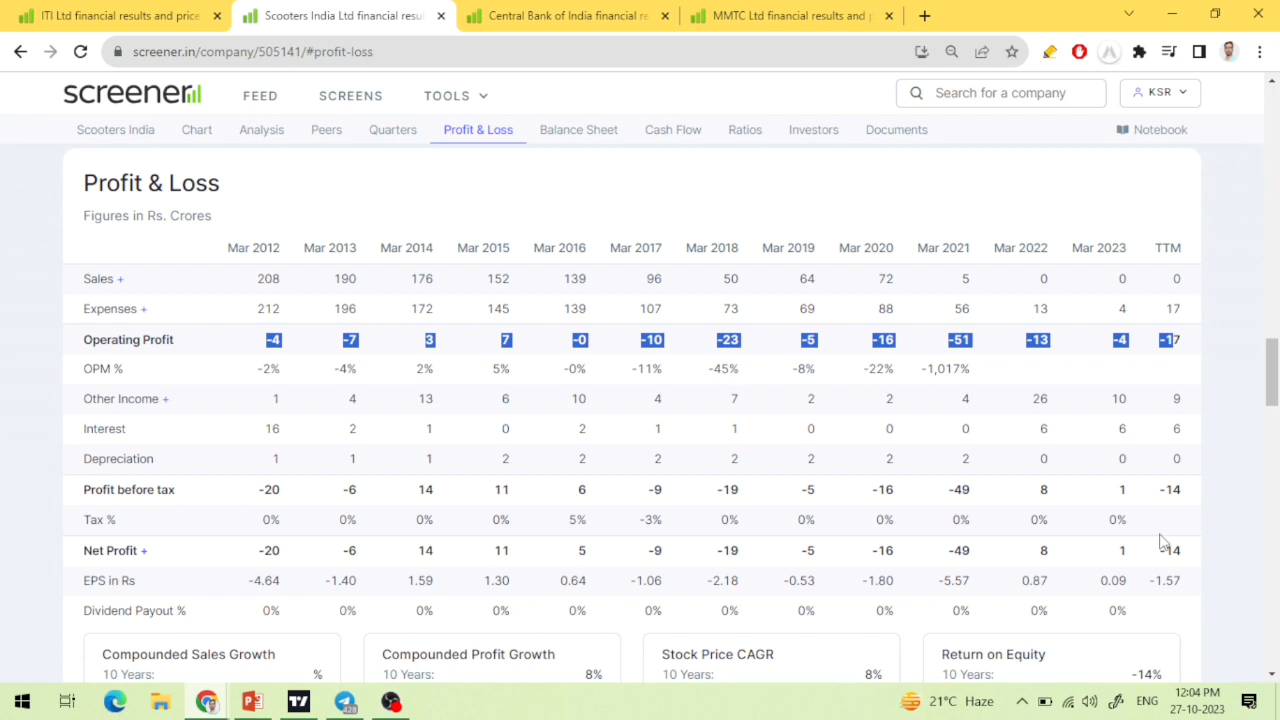 ITI Ltd financial results and price
Scooters India Ltd financial resu
Central Bank of India financial re
MMTC Ltd financial results and p
screener.in/company/505141/#profit-loss
screener
FEED SCREENS TOOLS
Search for a company
KSR
Scooters India Chart Analysis Peers Quarters Profit & Loss Balance Sheet Cash Flow Ratios Investors Documents Notebook
Profit & Loss
Figures in Rs. Crores
Mar 2012 Mar 2013 Mar 2014 Mar 2015 Mar 2016 Mar 2017 Mar 2018 Mar 2019 Mar 2020 Mar 2021 Mar 2022 Mar 2023 TTM
Sales + 208 190 176 152 139 96 50 64 72 5 0 0 0
Expenses + 212 196 172 145 139 107 73 69 88 56 13 4 17
Operating Profit -4 -7 3 7 -0 -10 -23 -5 -16 -51 -13 -4 -17
OPM % -2% -4% 2% 5% -0% -11% -45% -8% -22% -1,017%
Other Income + 1 4 13 6 10 4 7 2 2 4 26 10 9
Interest 16 2 1 0 2 1 1 0 0 0 6 6 6
Depreciation 1 1 1 2 2 2 2 2 2 2 0 0 0
Profit before tax -20 -6 14 11 6 -9 -19 -5 -16 -49 8 1 -14
Tax % 0% 0% 0% 0% 5% -3% 0% 0% 0% 0% 0% 0%
Net Profit + -20 -6 14 11 5 -9 -19 -5 -16 -49 8 1 -14
EPS in Rs -4.64 -1.40 1.59 1.30 0.64 -1.06 -2.18 -0.53 -1.80 -5.57 0.87 0.09 -1.57
Dividend Payout % 0% 0% 0% 0% 0% 0% 0% 0% 0% 0% 0% 0%
Compounded Sales Growth Compounded Profit Growth Stock Price CAGR Return on Equity
10 Years: % 10 Years: 8% 10 Years: 8% 10 Years: -14%
21°C Haze
ENG
12:04 PM
27-10-2023